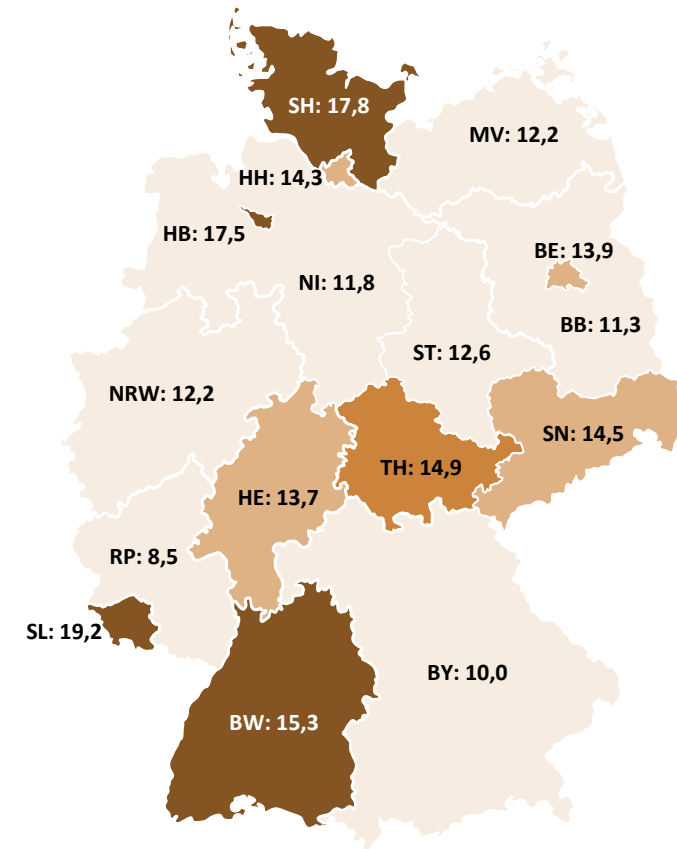 SH: 17,8
MV: 12,2
HH: 14,3
HB: 17,5
BE: 13,9
NI: 11,8
BB: 11,3
ST: 12,6
NRW: 12,2
SN: 14,5
TH: 14,9
HE: 13,7
RP: 8,5
SL: 19,2
BY: 10,0
BW: 15,3